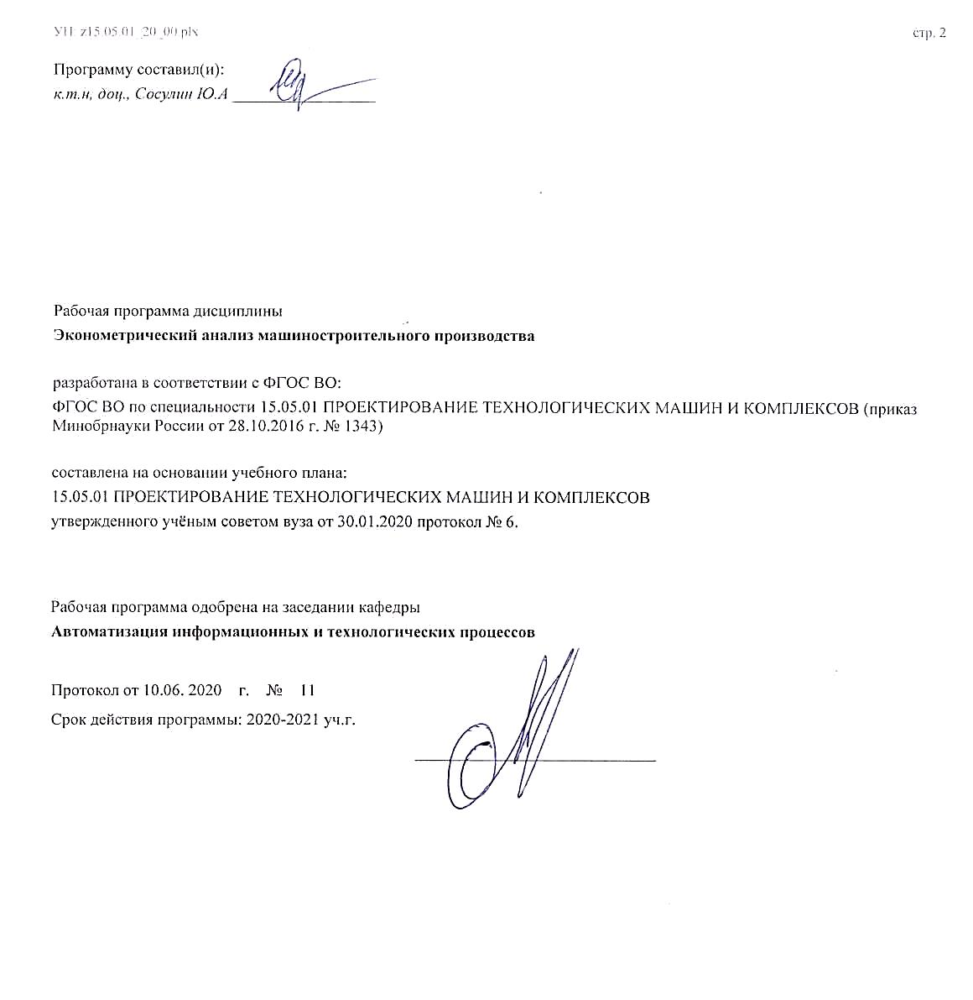 УП: z15.05.01_20_00.plx
стр. 2
Программу составил(и):
к.т.н, доц., Сосулин Ю.А
Рабочая программа дисциплины
Эконометрический анализ машиностроительного производства
разработана в соответствии с ФГОС ВО:
ФГОС ВО по специальности 15.05.01 ПРОЕКТИРОВАНИЕ ТЕХНОЛОГИЧЕСКИХ МАШИН И КОМПЛЕКСОВ (приказ
Минобрнауки России от 28.10.2016 г. № 1343)
составлена на основании учебного плана:
15.05.01 ПРОЕКТИРОВАНИЕ ТЕХНОЛОГИЧЕСКИХ МАШИН И КОМПЛЕКСОВ
утвержденного учёным советом вуза от 30.01.2020 протокол № 6.
Рабочая программа одобрена на заседании кафедры
Автоматизация информационных и технологических процессов
Протокол от 10.06. 2020 г. № 11
Срок действия программы: 2020-2021 уч.г.